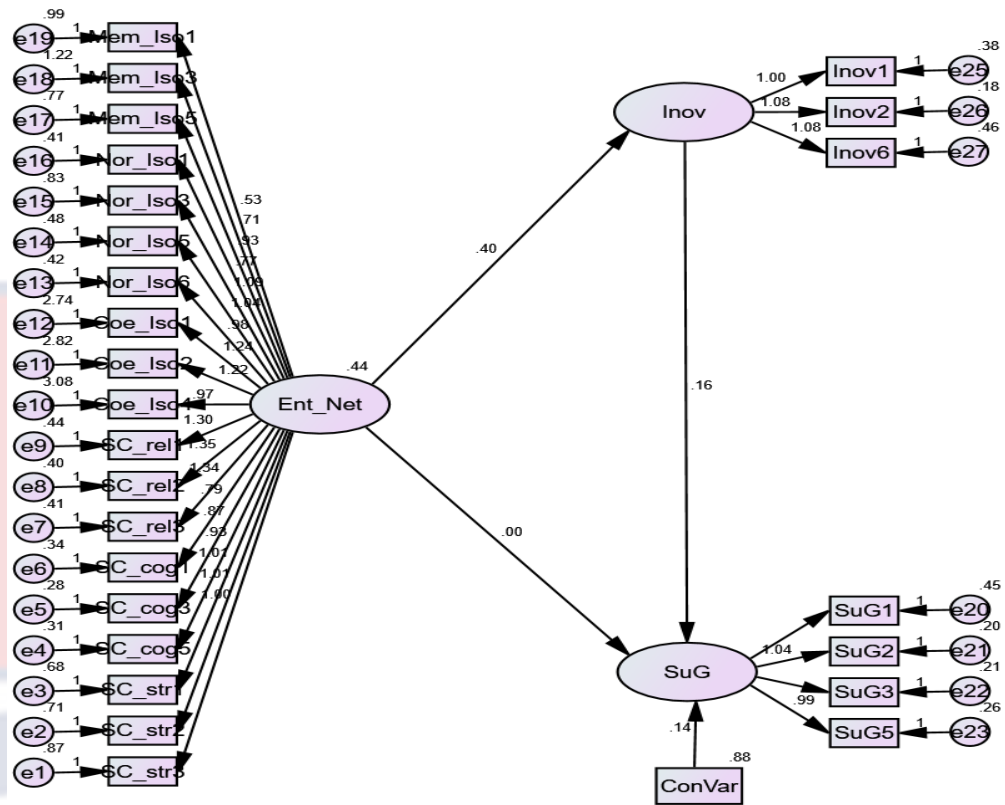 .99
e19 1 Mem_Iso1
1.22
e18 1 Mem_Iso3
.77
e17 1 Mem_Iso5
.41
e16 1 Nor_Iso1
.83
e15 1 Nor_Iso3
.48
e14 1 Nor_Iso5
.42
e13 1 Nor_Iso6
2.74
e12 1 Coe_Iso1
2.82
e11 1 Coe_Iso2
3.08
e10 1
.44
e9 1 SC_rel1
.40
e8 1 SC_rel2
.41
e7 1 SC_rel3
.34
e6 1 SC_cog1
.28
e5 1 SC_cog3
.31
e4 1 SC_cog5
.68
e3 1 SC_str1
.71
e2 1 SC_str2
.87
e1 1 SC_str3
.53
.71
.93
.77
1.09
1.04
.98
1.24
1.22
.97
1.30
1.35
1.34
.79
.87
.93
1.01
1.01
1.00
.44
Ent_Net
.40
.00
.16
Inov
1.00
1.08
1.08
.38
Inov1 1 e25
.18
Inov2 1 e26
.46
Inov6 1 e27
SuG
1.04
.99
.45
SuG1 1 e20
.20
SuG2 1 e21
.21
SuG3 1 e22
.26
SuG5 1 e23
.14
.88
ConVar